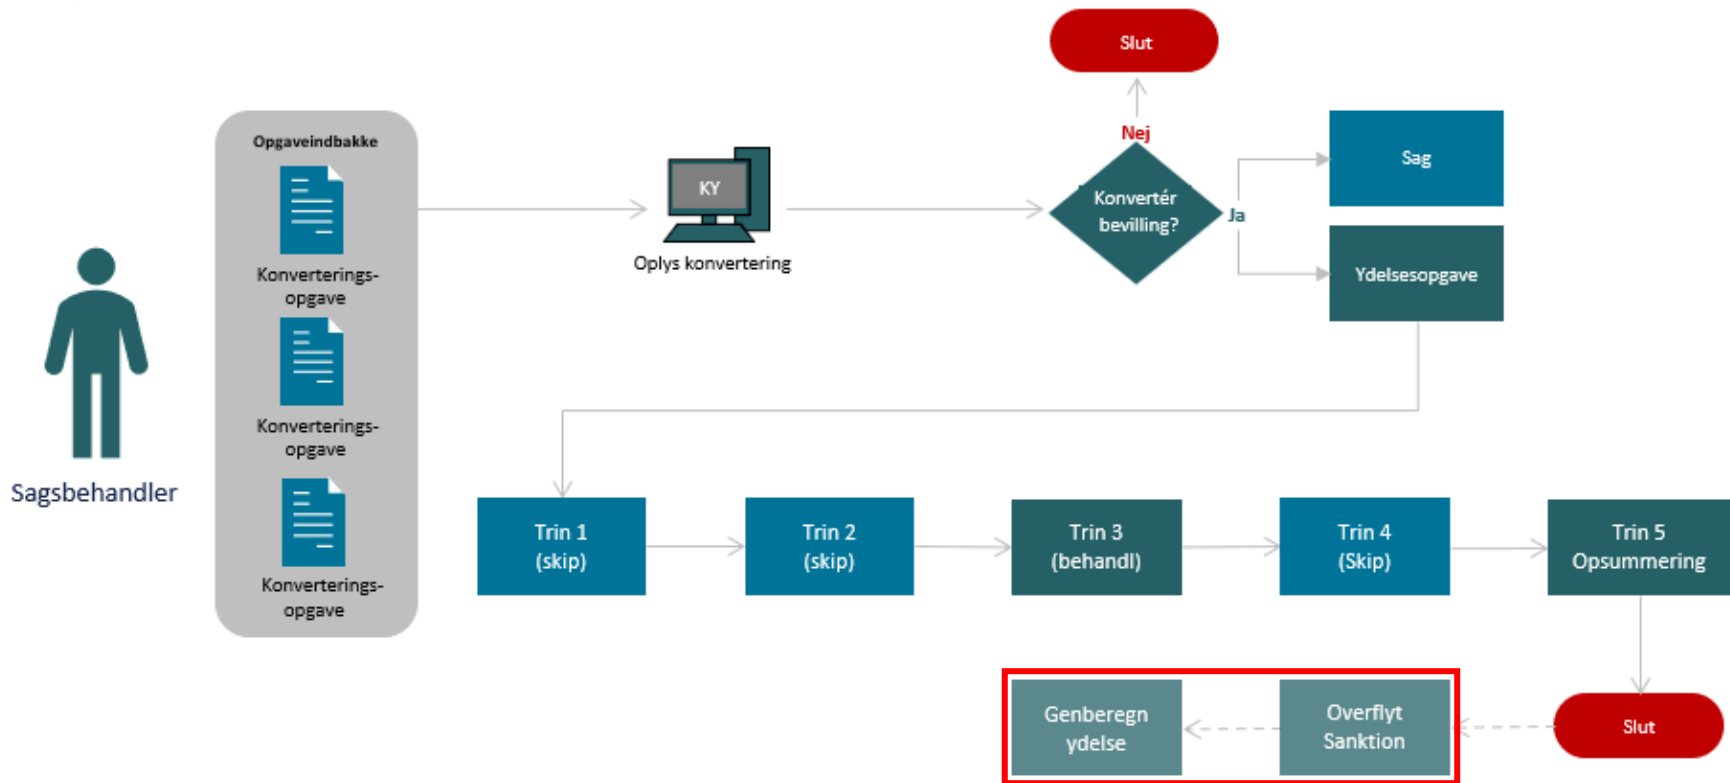 Slut
Opgaveindbakke
Nej
Sag
KY
Konvertér
bevilling?
Ja
Oplys konvertering
Konverterings-
opgave
Ydelsesopgave
Konverterings-
opgave
Sagsbehandler
Konverterings-
opgave
Trin 1
(skip)
Trin 2
(skip)
Trin 3
(behandl)
Trin 4
(Skip)
Trin 5
Opsummering
Genberegn
ydelse
Overflyt
Sanktion
Slut